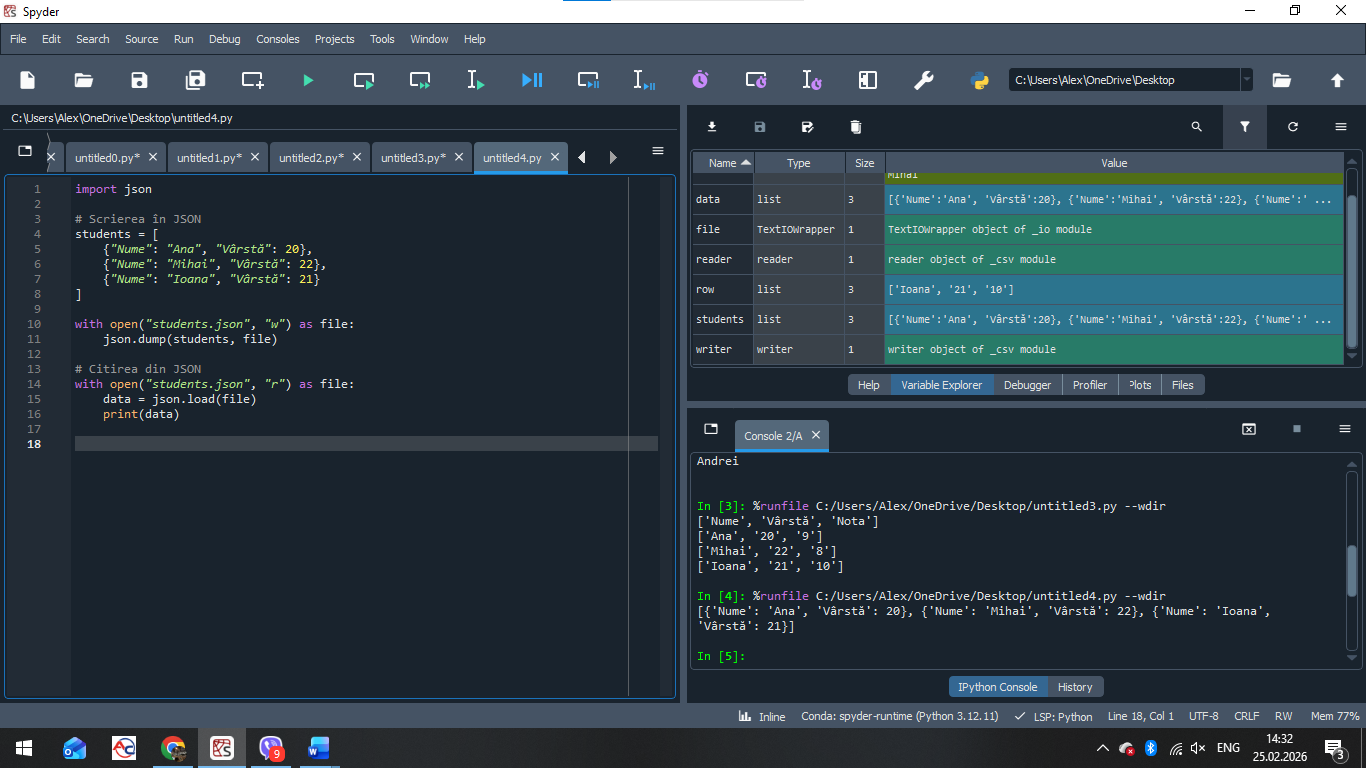 Spyder
File Edit Search Source Run Debug Consoles Projects Tools Window Help
C:\Users\Alex\OneDrive\Desktop
C:\Users\Alex\OneDrive\Desktop\untitled4.py
untitled0.py* untitled1.py* untitled2.py* untitled3.py* untitled4.py
1 import json
2
3 # Scrierea în JSON
4 students = [
5     {"Nume": "Ana", "Vârstă": 20},
6     {"Nume": "Mihai", "Vârstă": 22},
7     {"Nume": "Ioana", "Vârstă": 21}
8 ]
9
10 with open("students.json", "w") as file:
11     json.dump(students, file)
12
13 # Citirea din JSON
14 with open("students.json", "r") as file:
15     data = json.load(file)
16     print(data)
17
18
Name Type Size Value
Mihai
data list 3 [{'Nume':'Ana', 'Vârstă':20}, {'Nume':'Mihai', 'Vârstă':22}, {'Nume':' ...
file TextIOWrapper 1 TextIOWrapper object of _io module
reader reader 1 reader object of _csv module
row list 3 ['Ioana', '21', '10']
students list 3 [{'Nume':'Ana', 'Vârstă':20}, {'Nume':'Mihai', 'Vârstă':22}, {'Nume':' ...
writer writer 1 writer object of _csv module
Help Variable Explorer Debugger Profiler Plots Files
Console 2/A
Andrei
In [3]: %runfile C:/Users/Alex/OneDrive/Desktop/untitled3.py --wdir
['Nume', 'Vârstă', 'Nota']
['Ana', '20', '9']
['Mihai', '22', '8']
['Ioana', '21', '10']
In [4]: %runfile C:/Users/Alex/OneDrive/Desktop/untitled4.py --wdir
[{'Nume': 'Ana', 'Vârstă': 20}, {'Nume': 'Mihai', 'Vârstă': 22}, {'Nume': 'Ioana',
'Vârstă': 21}]
In [5]:
IPython Console History
Inline Conda: spyder-runtime (Python 3.12.11) LSP: Python Line 18, Col 1 UTF-8 CRLF RW Mem 77%
9
ENG
14:32
25.02.2026
3